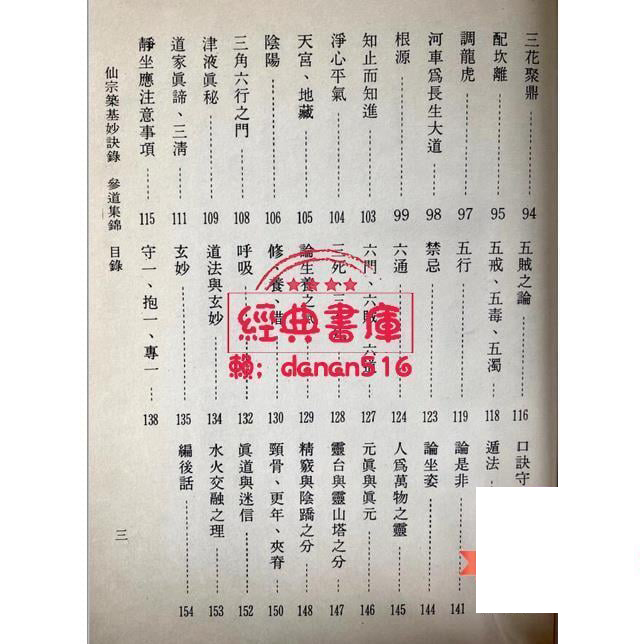 三花聚鼎 94
配坎離 95
調龍虎 97
河車爲長生大道 98
根源 99
知止而知進 103
淨心平氣 104
天宮、地藏 105
陰陽 106
三角六行之門 108
津液眞秘 109
道家眞諦、三淸 111
靜坐應注意事項 115
五賊之論 116
五戒、五毒、五濁 118
五行 119
禁忌 123
六通 124
六門、六賊、六道 127
三死、三 128
論生養之 129
修、養、惜 130
呼吸 132
道法與玄妙 134
玄妙 135
守一、抱一、專一 138
口訣守
遁法
論是非 141
論坐姿 144
人爲萬物之靈 145
元眞與眞元 146
靈台與靈山塔之分 147
精竅與陰蹻之分 148
頸骨、更年、夾脊 150
眞道與迷信 152
水火交融之理 153
編後話 154
仙宗築基妙訣錄 參道集錦 目錄
三
經典書庫
賴; danan516